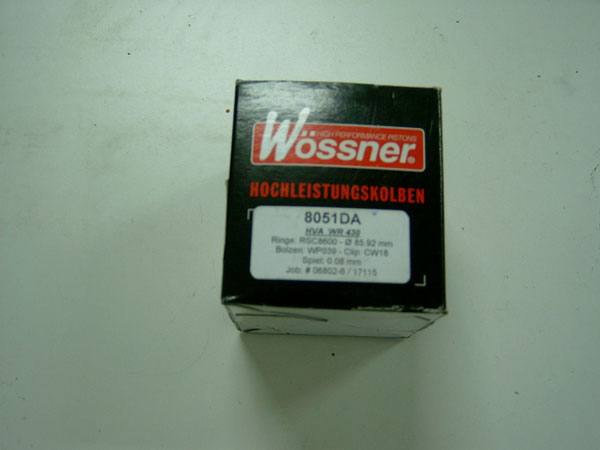 HIGH PERFORMANCE PISTONS
Wössner®
HOCHLEISTUNGSKOLBEN
8051DA
HVA WR 430
Ringe: RSC8600 - Ø 85.92 mm
Bolzen: WP039 - Clip: CW18
Spiel: 0.08 mm
Job: # 06802-6 / 17115